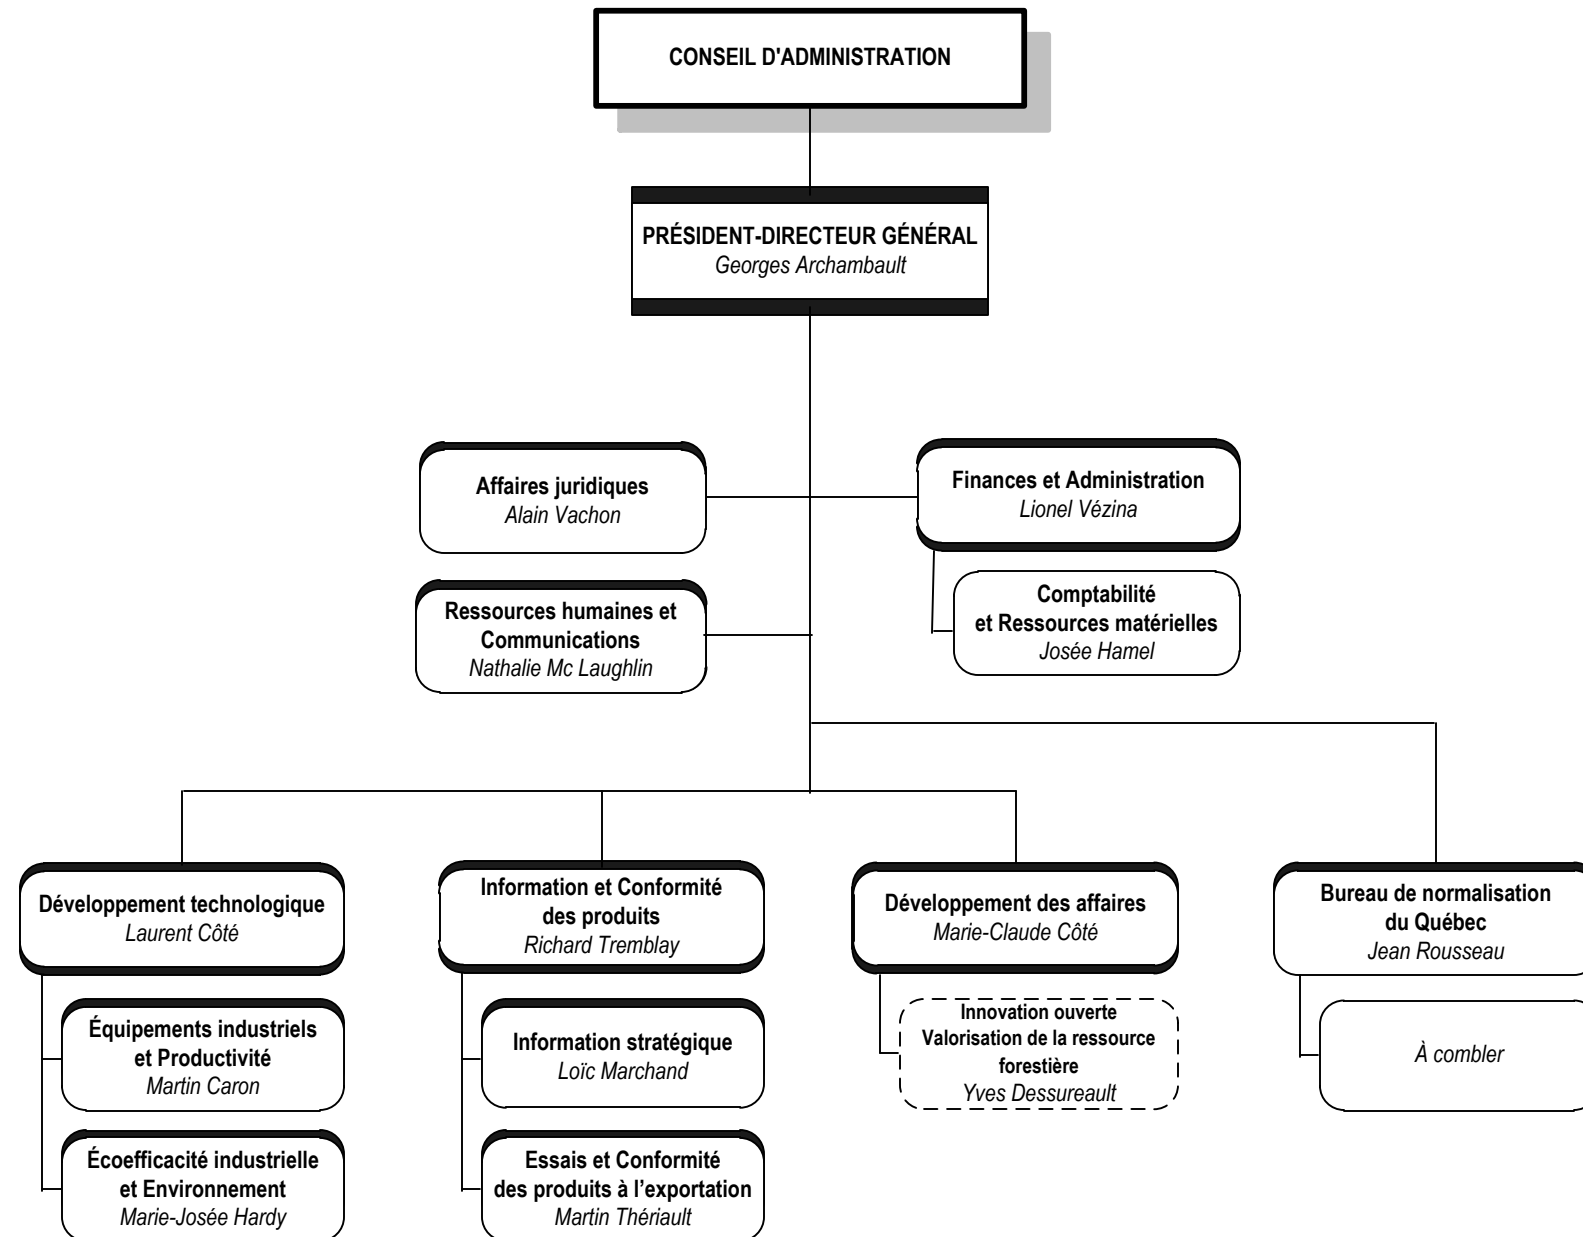 CONSEIL D'ADMINISTRATION
PRÉSIDENT-DIRECTEUR GÉNÉRAL
Georges Archambault
Affaires juridiques
Alain Vachon
Finances et Administration
Lionel Vézina
Ressources humaines et
Communications
Nathalie Mc Laughlin
Comptabilité
et Ressources matérielles
Josée Hamel
Développement technologique
Laurent Côté
Information et Conformité
des produits
Richard Tremblay
Développement des affaires
Marie-Claude Côté
Bureau de normalisation
du Québec
Jean Rousseau
Équipements industriels
et Productivité
Martin Caron
Information stratégique
Loïc Marchand
Innovation ouverte
Valorisation de la ressource
forestière
Yves Dessureault
À combler
Écoefficacité industrielle
et Environnement
Marie-Josée Hardy
Essais et Conformité
des produits à l’exportation
Martin Thériault